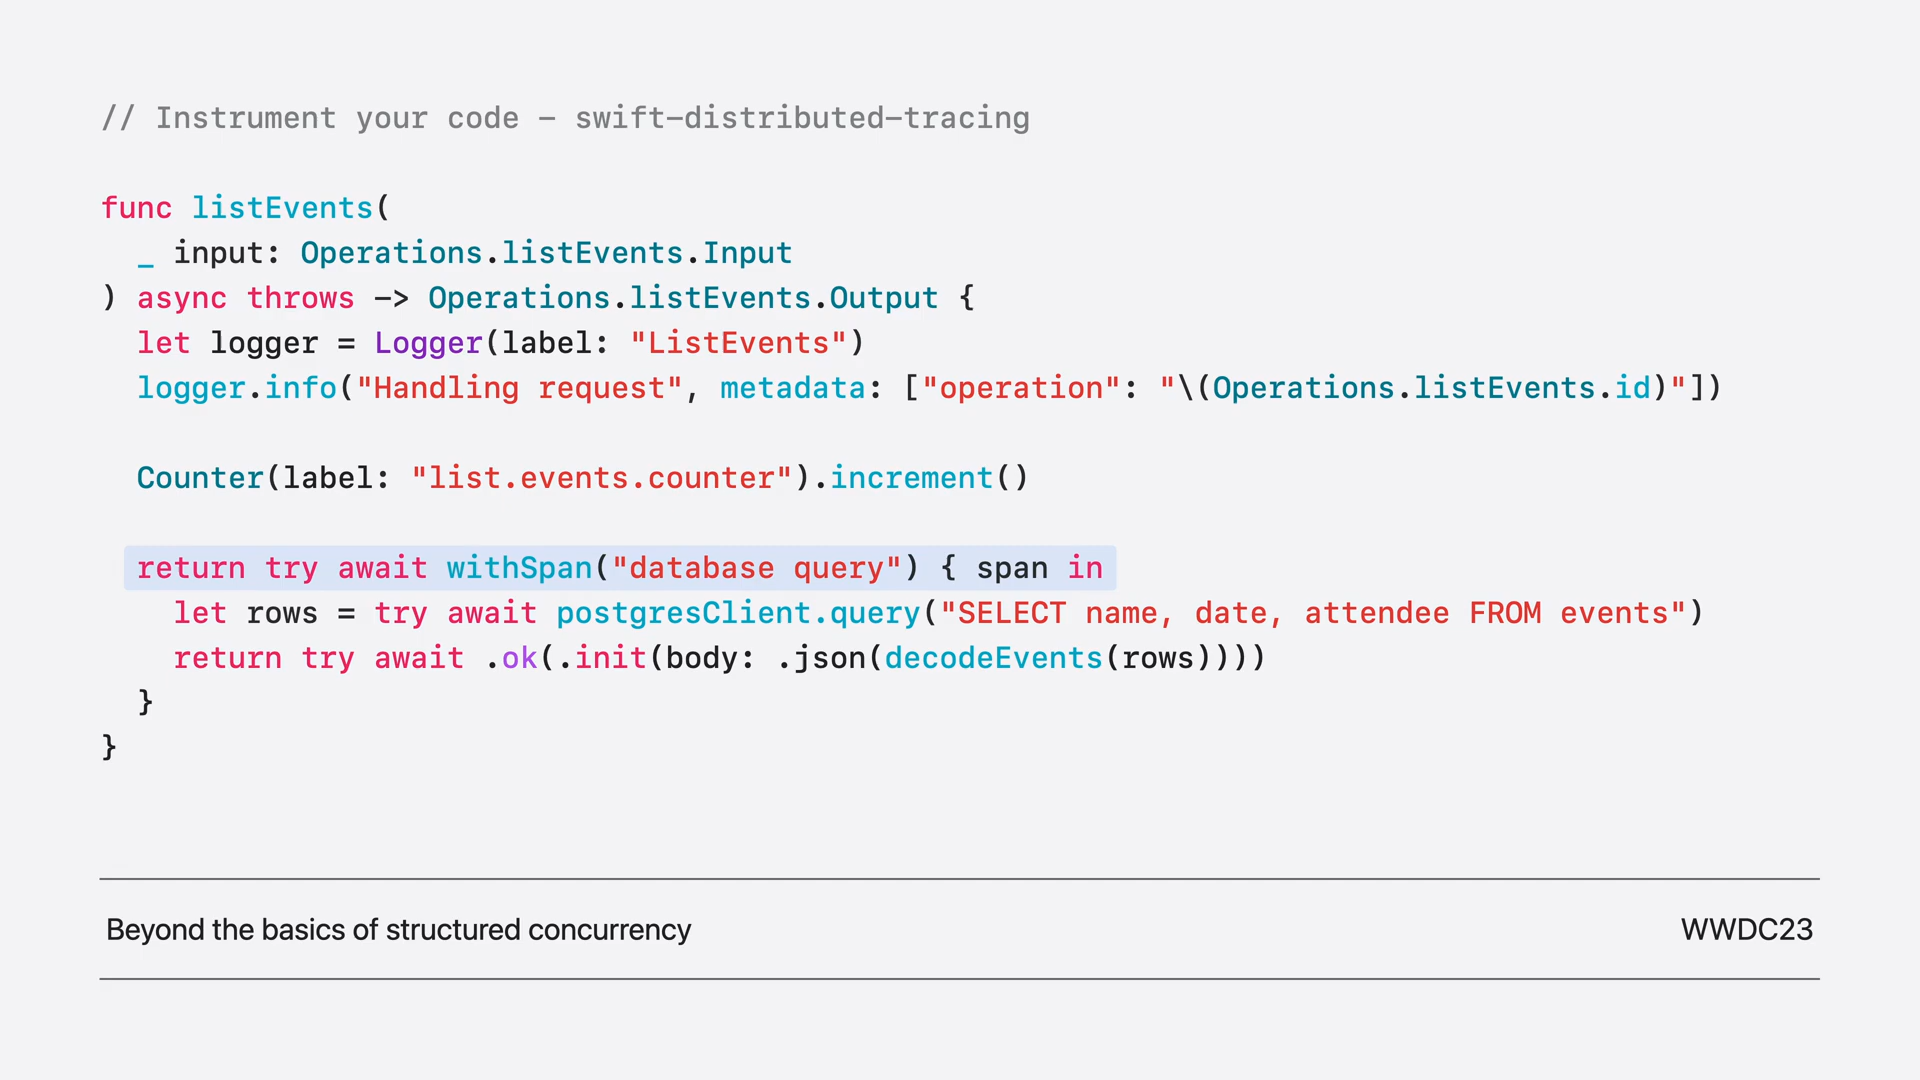 // Instrument your code - swift-distributed-tracing
func listEvents(
  _ input: Operations.listEvents.Input
) async throws -> Operations.listEvents.Output {
  let logger = Logger(label: "ListEvents")
  logger.info("Handling request", metadata: ["operation": "\(Operations.listEvents.id)"])
  Counter(label: "list.events.counter").increment()
  return try await withSpan("database query") { span in
    let rows = try await postgresClient.query("SELECT name, date, attendee FROM events")
    return try await .ok(.init(body: .json(decodeEvents(rows))))
  }
}
Beyond the basics of structured concurrency
WWDC23